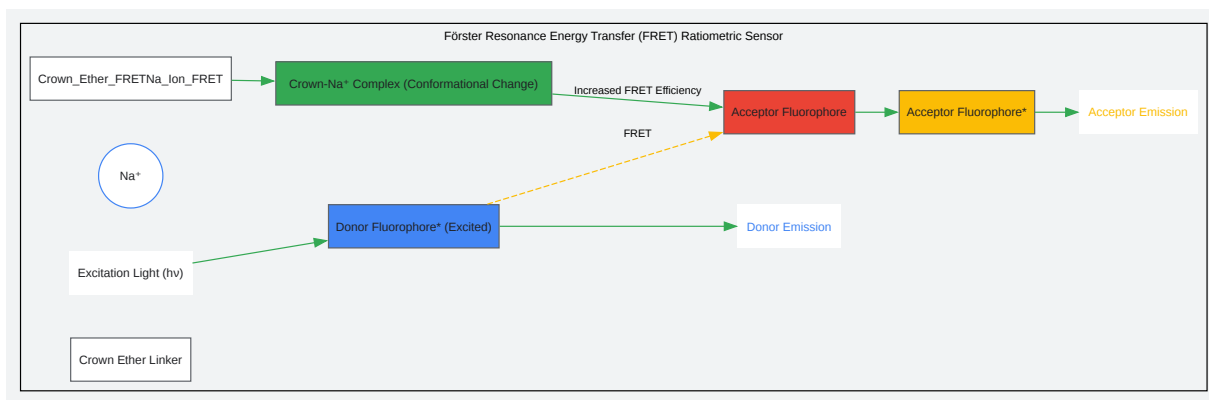 Förster Resonance Energy Transfer (FRET) Ratiometric Sensor
Crown_Ether_FRETNa_Ion_FRET
Crown-Na⁺ Complex (Conformational Change)
Increased FRET Efficiency
Acceptor Fluorophore
Acceptor Fluorophore*
Acceptor Emission
FRET
Na⁺
Donor Fluorophore* (Excited)
Donor Emission
Excitation Light (hν)
Crown Ether Linker